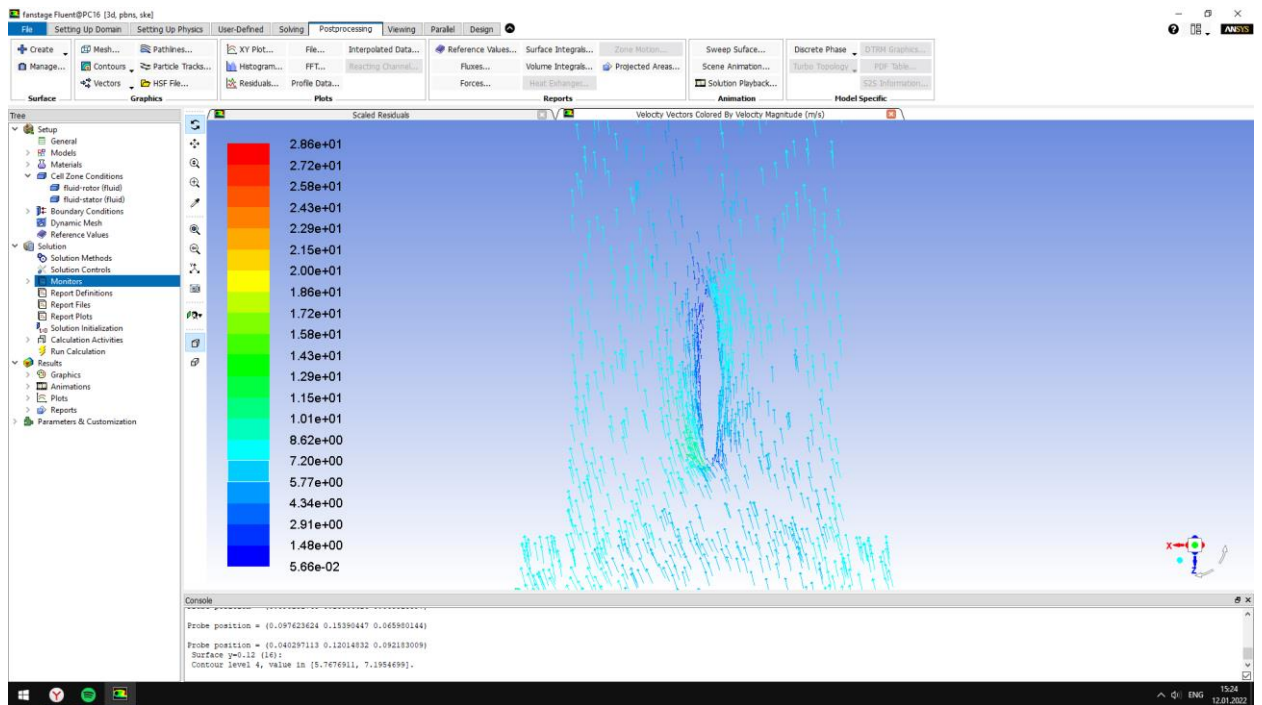 fanstage Fluent@PC16 [3d, pbns, ske]
File Setting Up Domain Setting Up Physics User-Defined Solving Postprocessing Viewing Parallel Design ANSYS
Create Mesh... Pathlines... XY Plot... File... Interpolated Data... Reference Values... Surface Integrals... Zone Motion... Sweep Suface... Discrete Phase DTRM Graphics...
Manage... Contours Particle Tracks... Histogram... FFT... Reacting Channel... Fluxes... Volume Integrals... Projected Areas... Scene Animation... Turbo Topology PDF Table...
Vectors HSF File... Residuals... Profile Data... Forces... Heat Exhanger... Solution Playback... S2S Information...
Surface Graphics Plots Reports Animation Model Specific
Tree
Setup
General
Models
Materials
Cell Zone Conditions
fluid-rotor (fluid)
fluid-stator (fluid)
Boundary Conditions
Dynamic Mesh
Reference Values
Solution
Solution Methods
Solution Controls
Monitors
Report Definitions
Report Files
Report Plots
Solution Initialization
Calculation Activities
Run Calculation
Results
Graphics
Animations
Plots
Reports
Parameters & Customization
Scaled Residuals Velocity Vectors Colored By Velocity Magnitude (m/s)
2.86e+01
2.72e+01
2.58e+01
2.43e+01
2.29e+01
2.15e+01
2.00e+01
1.86e+01
1.72e+01
1.58e+01
1.43e+01
1.29e+01
1.15e+01
1.01e+01
8.62e+00
7.20e+00
5.77e+00
4.34e+00
2.91e+00
1.48e+00
5.66e-02
X
Z
Console
Probe position = (0.097623624 0.15390447 0.065980144)
Probe position = (0.040297113 0.12014832 0.092183009)
Surface y=0.12 (16):
Contour level 4, value in [5.7676911, 7.1954699].
ENG
15:24
12.01.2022